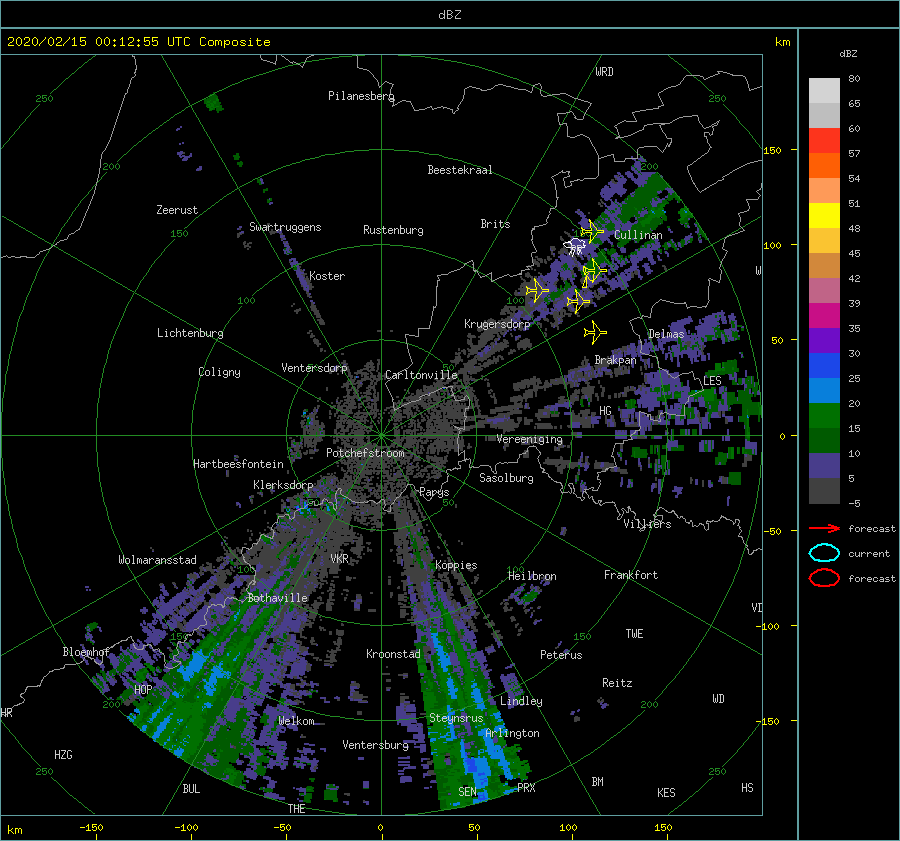 dBZ
2020/02/15 00:12:55 UTC Composite
km
dBZ
WRD
250
Pilanesberg
250
80
65
60
57
54
51
48
45
42
39
35
30
25
20
15
10
5
-5
150
200
Beestekraal
200
Zeerust
150
Swartruggens
Rustenburg
Brits
Cullinan
100
W
Koster
100
100
Lichtenburg
Krugersdorp
Delmas
50
Coligny
Ventersdorp
Carltonville
Brakpan
LES
HG
Vereeniging
0
Potchefstroom
Hartbeesfontein
Klerksdorp
Parys
Sasolburg
50
50
Villiers
-50
forecast
current
forecast
Wolmaransstad
VKR
Koppies
100
100
Heilbron
Frankfort
Bothaville
VD
-100
150
150
TWE
Bloemhof
Kroonstad
Peterus
HOP
Reitz
WD
HR
200
Lindley
200
Welkom
Steynsrus
Arlington
-150
HZG
Ventersburg
250
250
BUL
SEN
PRX
BM
KES
HS
THE
km
-150
-100
-50
0
50
100
150